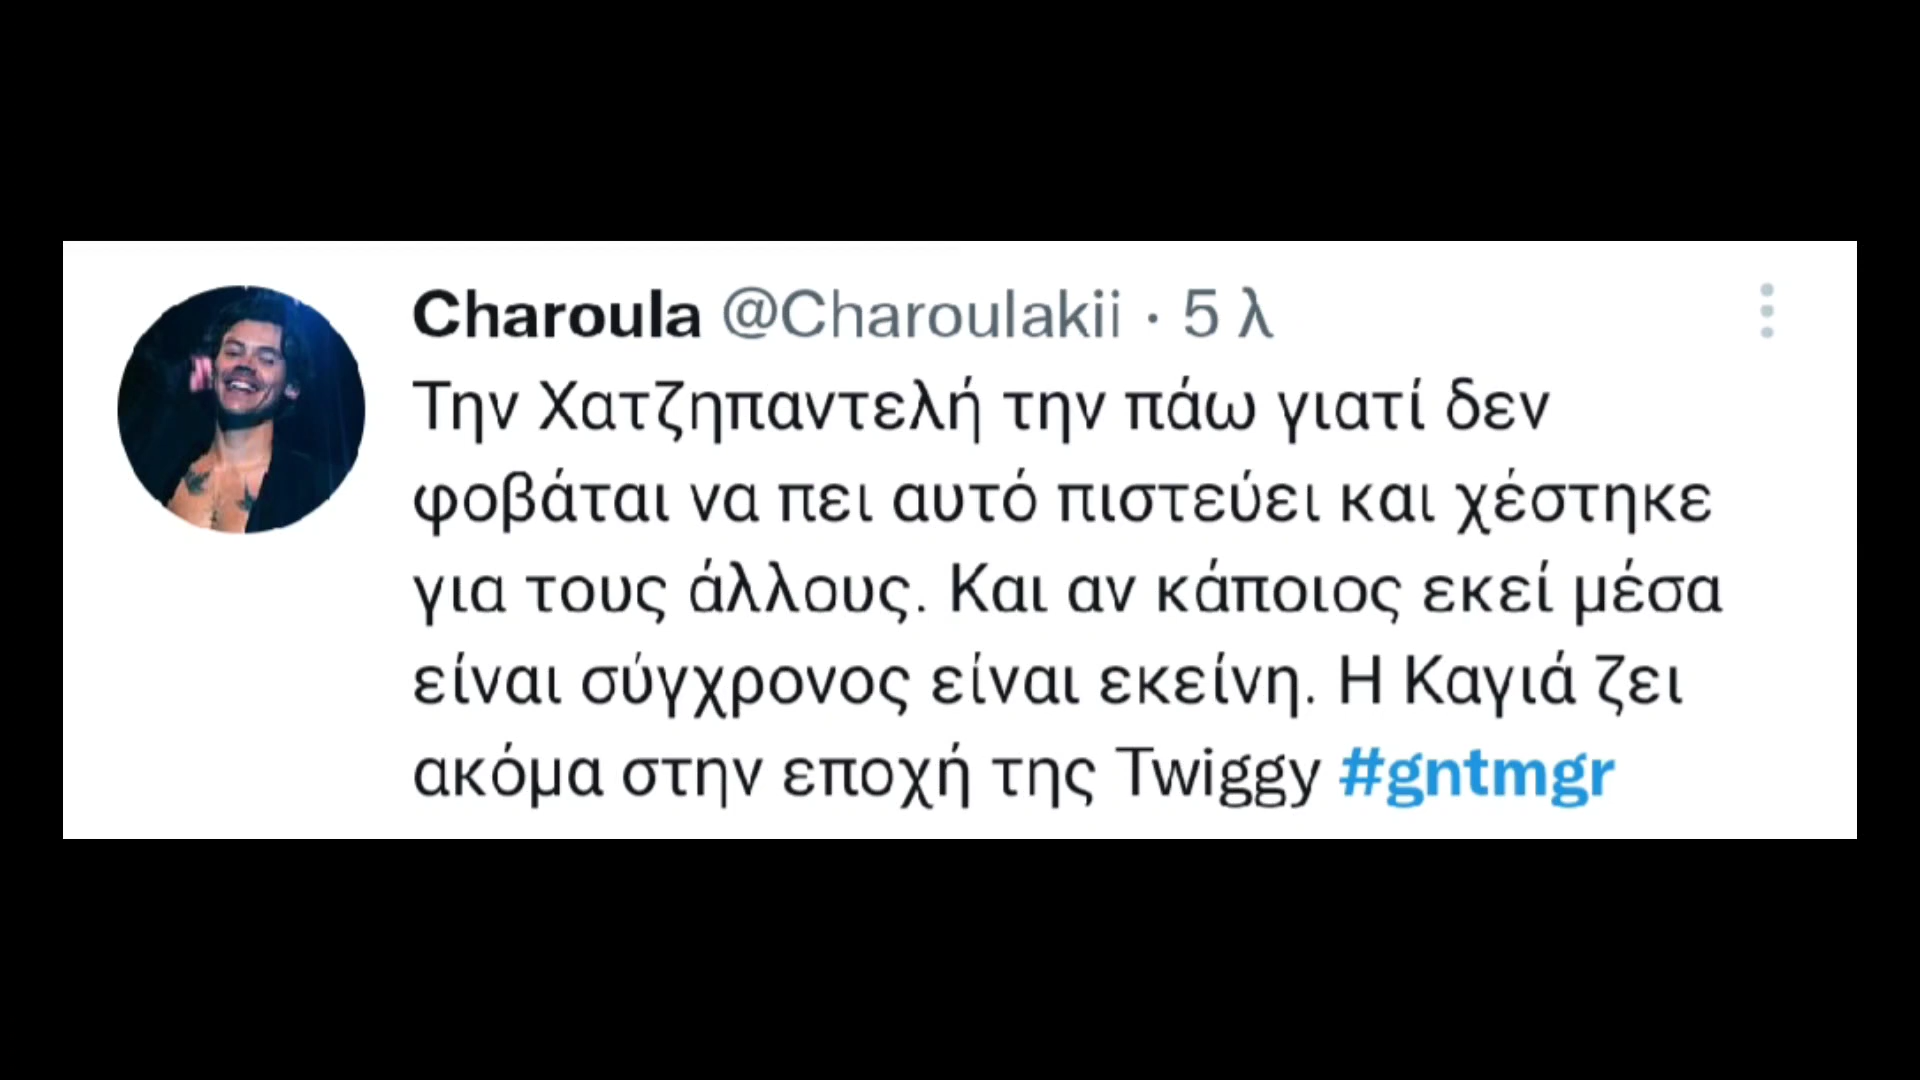 Charoula @Charoulakii · 5 λ
Την Χατζηπαντελή την πάω γιατί δεν
φοβάται να πει αυτό πιστεύει και χέστηκε
για τους άλλους. Και αν κάποιος εκεί μέσα
είναι σύγχρονος είναι εκείνη. Η Καγιά ζει
ακόμα στην εποχή της Twiggy #gntmgr